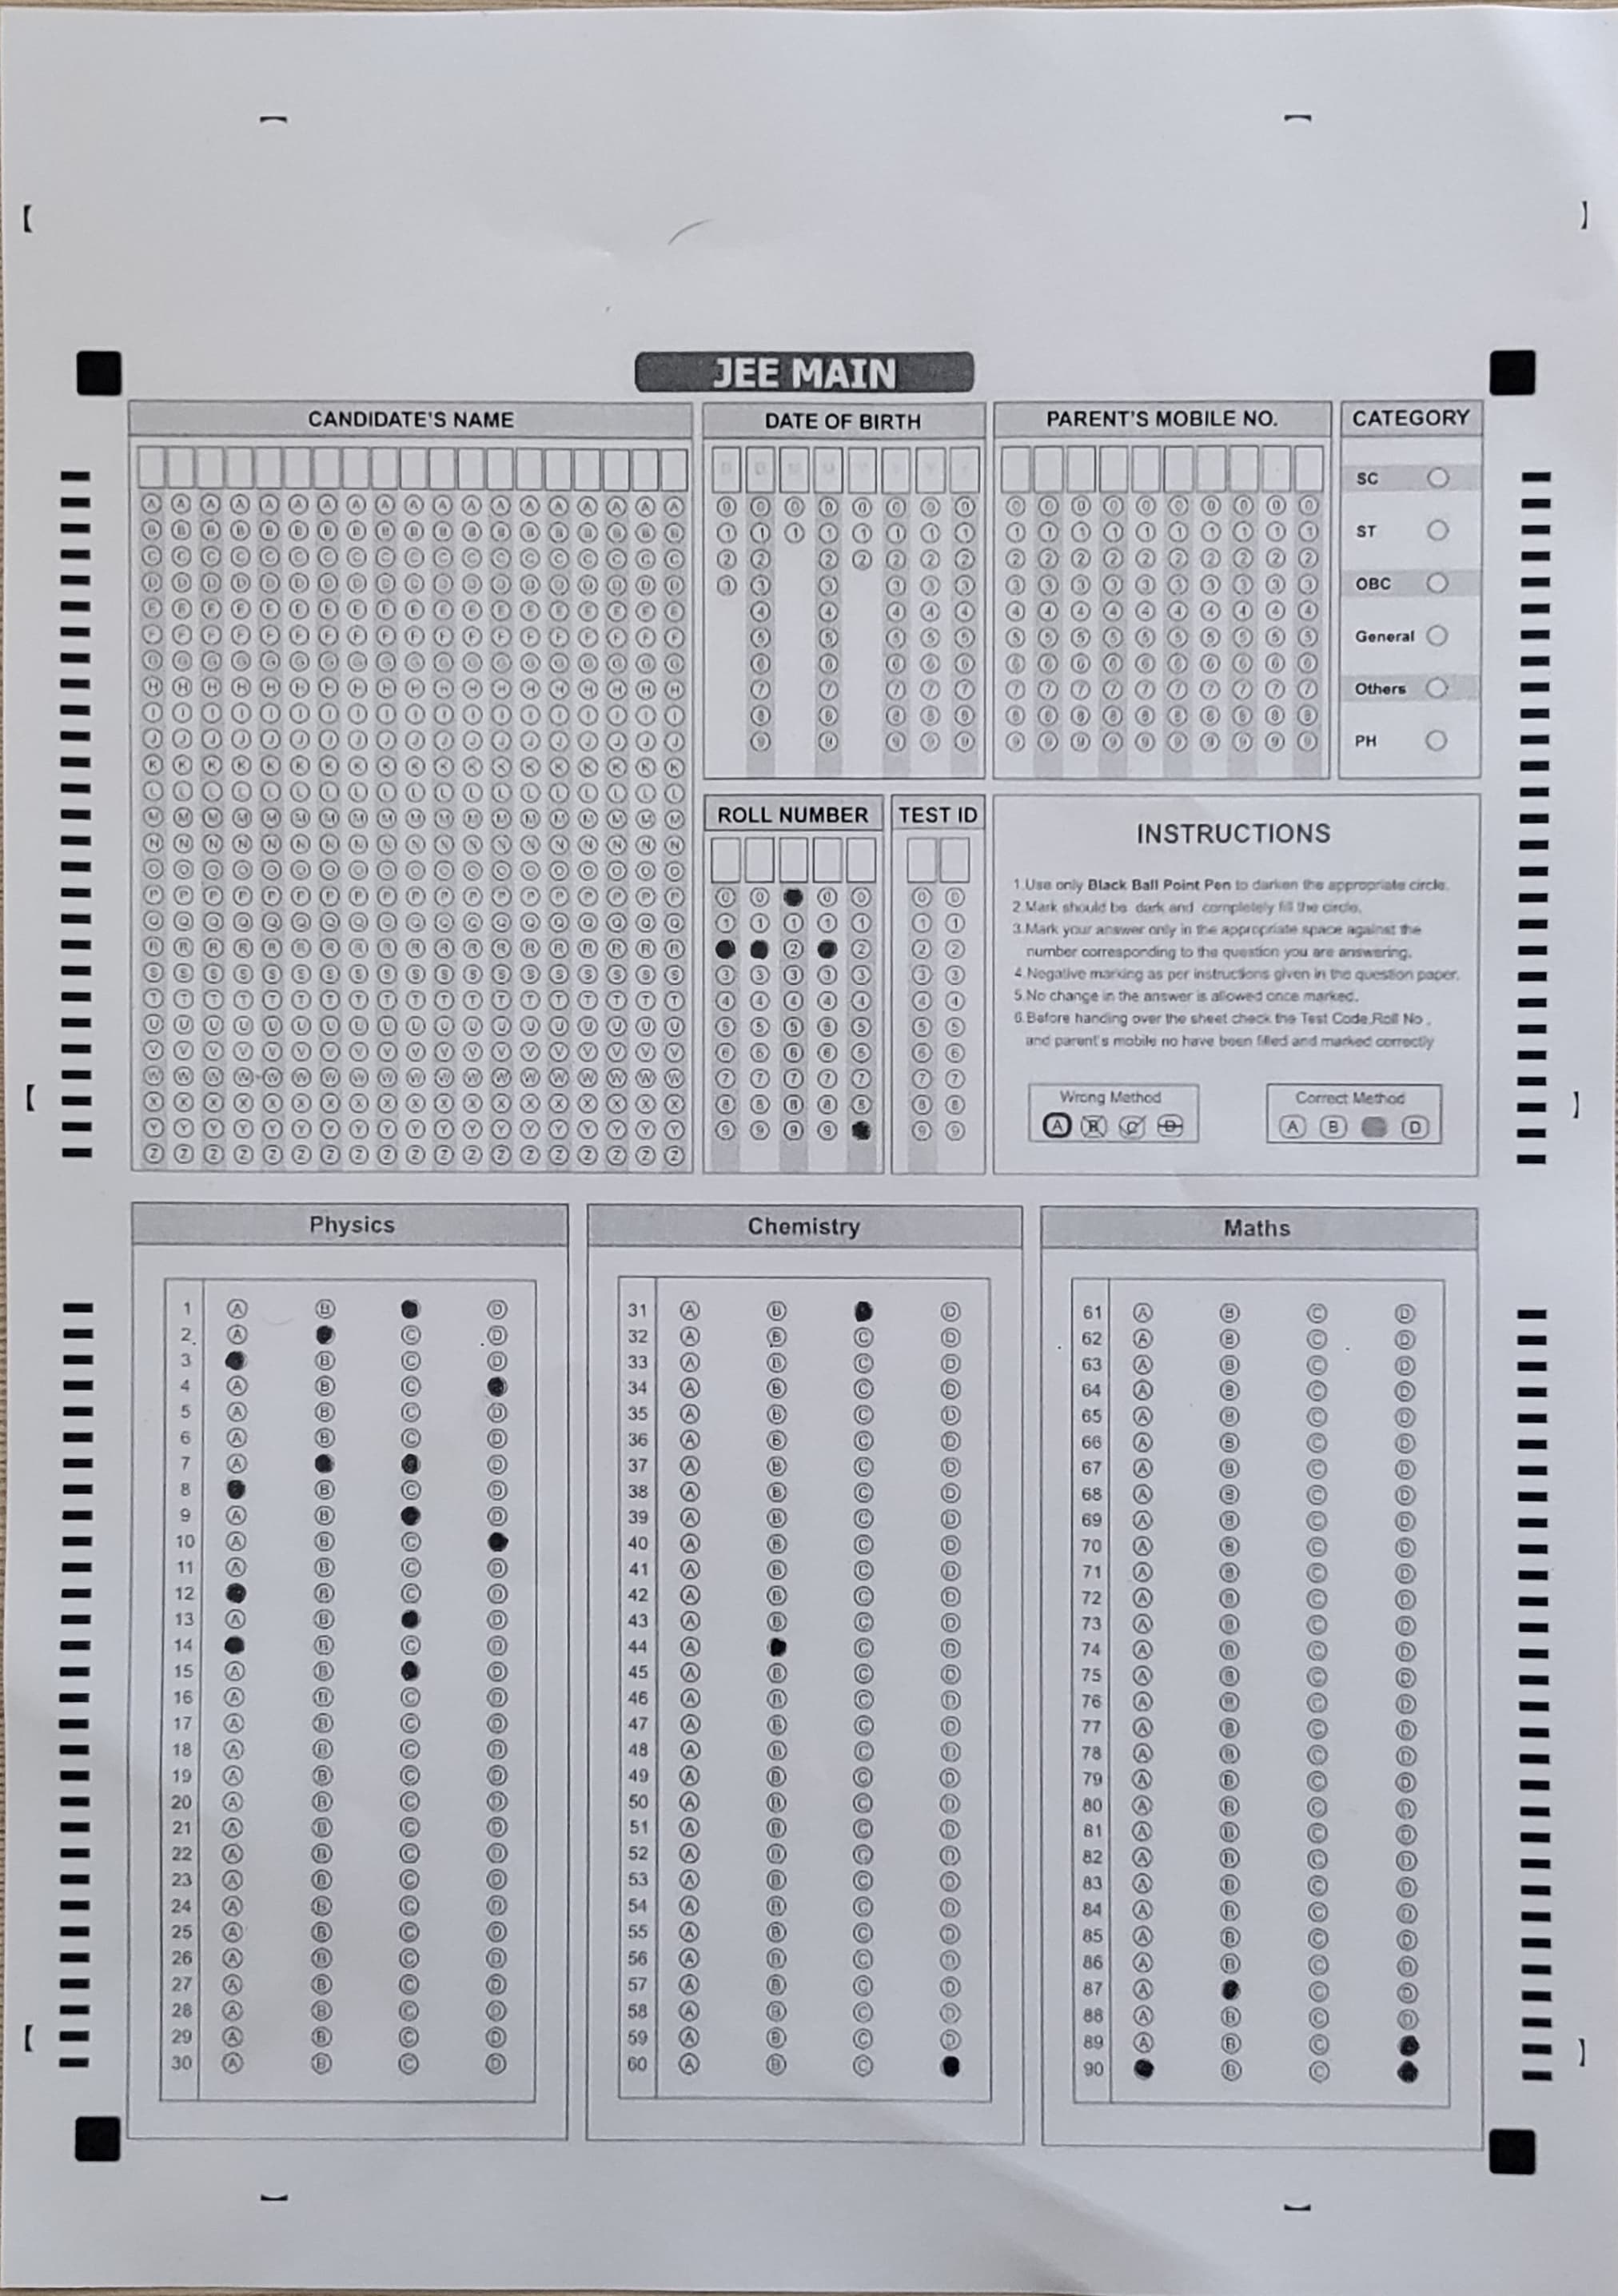 JEE MAIN
CANDIDATE'S NAME
DATE OF BIRTH
PARENT'S MOBILE NO.
CATEGORY
SC
ST
OBC
General
Others
PH
ROLL NUMBER
TEST ID
INSTRUCTIONS
1.Use only Black Ball Point Pen to darken the appropriate circle.
2.Mark should be dark and completely fill the circle.
3.Mark your answer only in the appropriate space against the
number corresponding to the question you are answering.
4.Negative marking as per instructions given in the question paper.
5.No change in the answer is allowed once marked.
6.Before handing over the sheet check the Test Code,Roll No ,
and parent's mobile no have been filled and marked correctly
Wrong Method
A B C D
Correct Method
A B D
Physics
1 A B D
2 A C D
3 B C D
4 A B C
5 A B C D
6 A B C D
7 A D
8 B C D
9 A B D
10 A B C
11 A B C D
12 B C D
13 A B D
14 B C D
15 A B D
16 A B C D
17 A B C D
18 A B C D
19 A B C D
20 A B C D
21 A B C D
22 A B C D
23 A B C D
24 A B C D
25 A B C D
26 A B C D
27 A B C D
28 A B C D
29 A B C D
30 A B C D
Chemistry
31 A B D
32 A B C D
33 A B C D
34 A B C D
35 A B C D
36 A B C D
37 A B C D
38 A B C D
39 A B C D
40 A B C D
41 A B C D
42 A B C D
43 A B C D
44 A C D
45 A B C D
46 A B C D
47 A B C D
48 A B C D
49 A B C D
50 A B C D
51 A B C D
52 A B C D
53 A B C D
54 A B C D
55 A B C D
56 A B C D
57 A B C D
58 A B C D
59 A B C D
60 A B C
Maths
61 A B C D
62 A B C D
63 A B C D
64 A B C D
65 A B C D
66 A B C D
67 A B C D
68 A B C D
69 A B C D
70 A B C D
71 A B C D
72 A B C D
73 A B C D
74 A B C D
75 A B C D
76 A B C D
77 A B C D
78 A B C D
79 A B C D
80 A B C D
81 A B C D
82 A B C D
83 A B C D
84 A B C D
85 A B C D
86 A B C D
87 A C D
88 A B C D
89 A B C
90 B C